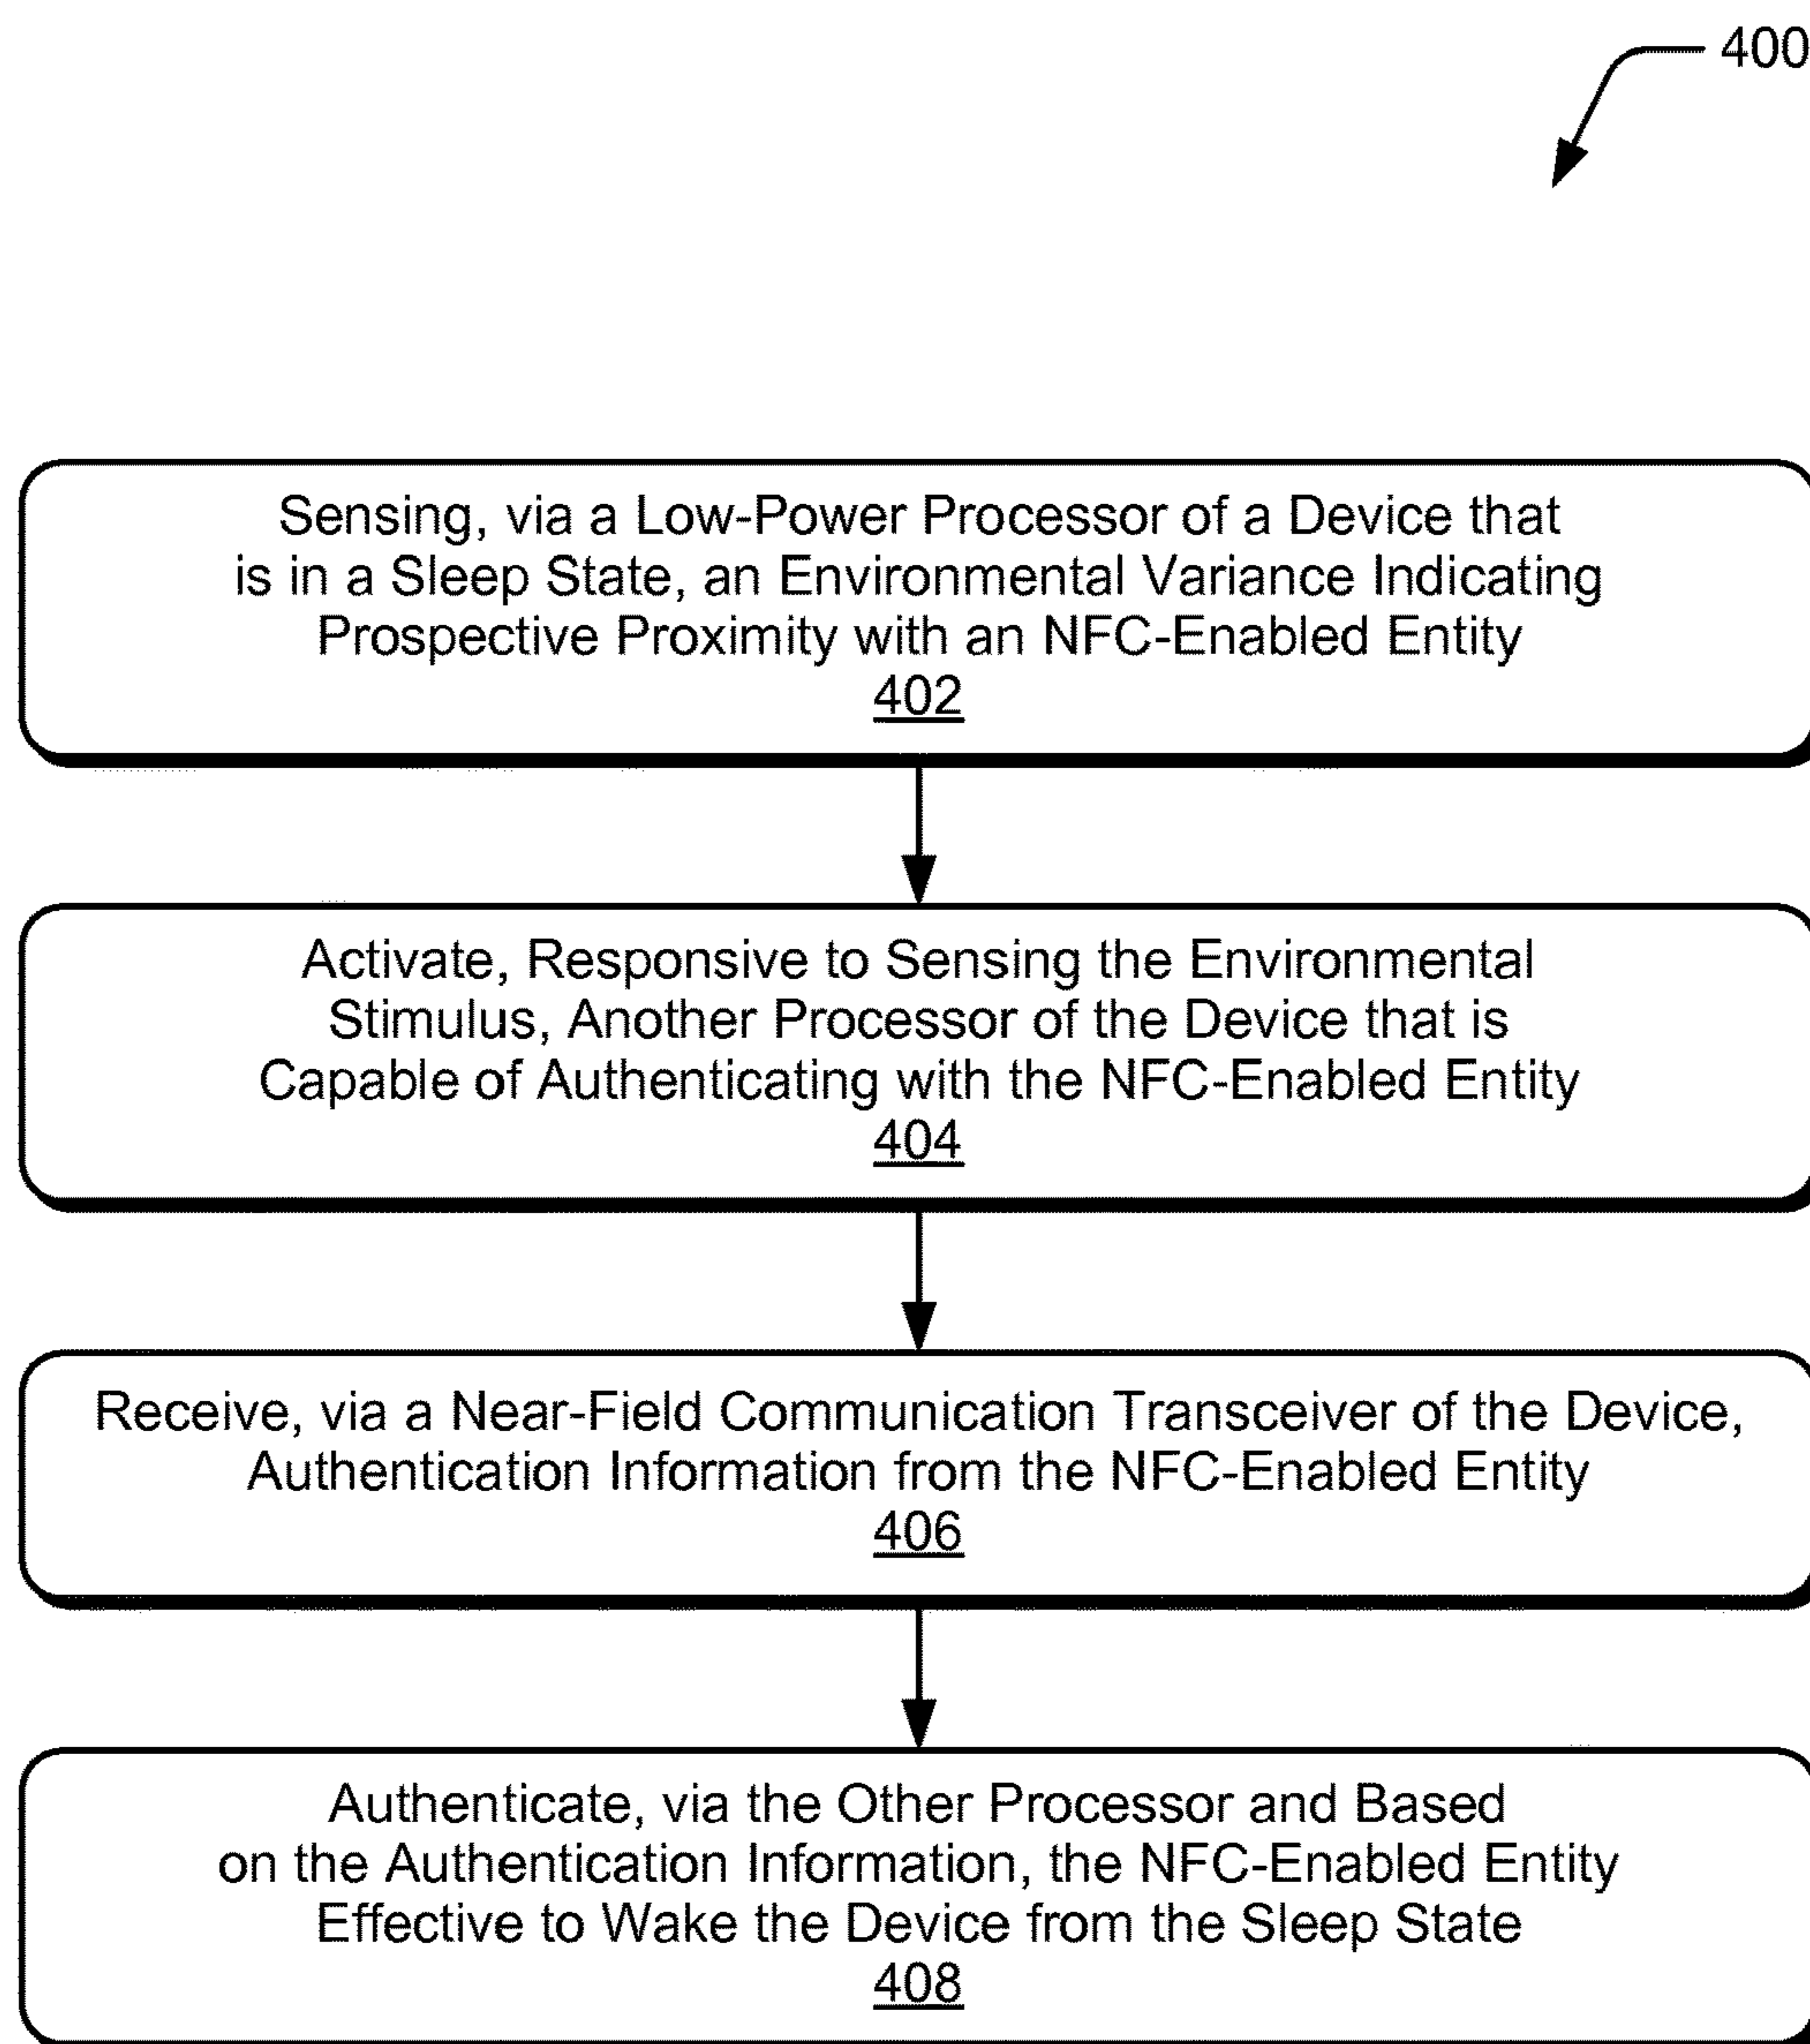 400
Sensing, via a Low-Power Processor of a Device that
is in a Sleep State, an Environmental Variance Indicating
Prospective Proximity with an NFC-Enabled Entity
402
Activate, Responsive to Sensing the Environmental
Stimulus, Another Processor of the Device that is
Capable of Authenticating with the NFC-Enabled Entity
404
Receive, via a Near-Field Communication Transceiver of the Device,
Authentication Information from the NFC-Enabled Entity
406
Authenticate, via the Other Processor and Based
on the Authentication Information, the NFC-Enabled Entity
Effective to Wake the Device from the Sleep State
408